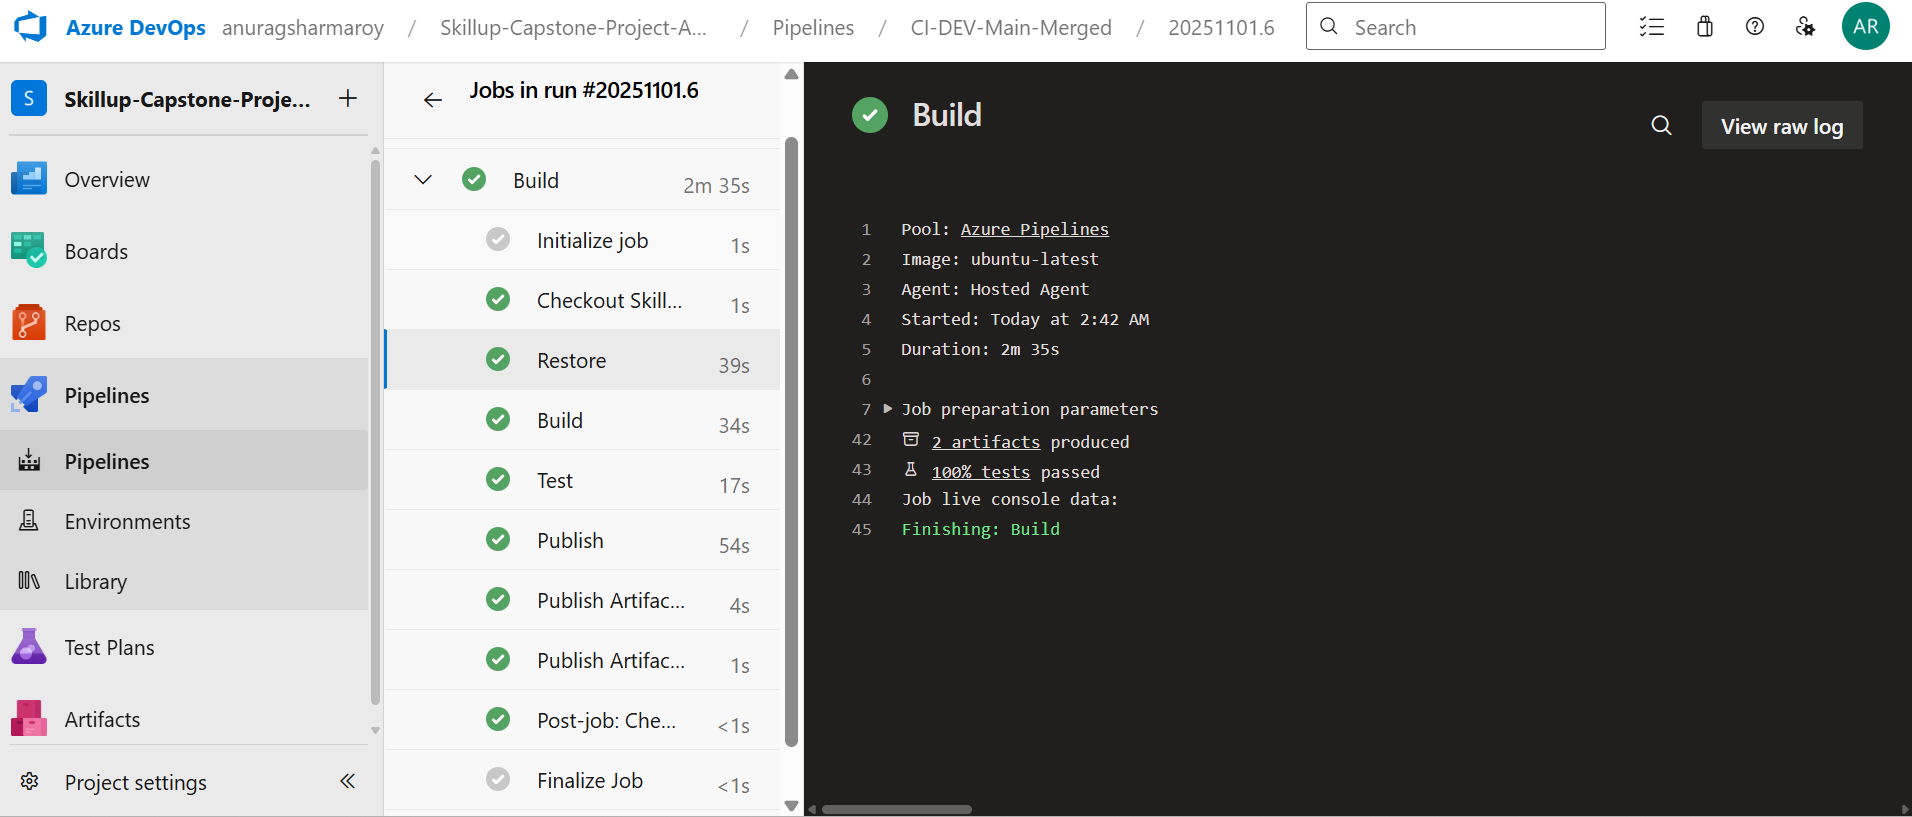 Azure DevOps anuragsharmaroy / Skillup-Capstone-Project-A... / Pipelines / CI-DEV-Main-Merged / 20251101.6 Search AR
S Skillup-Capstone-Proje... +
Overview
Boards
Repos
Pipelines
Pipelines
Environments
Library
Test Plans
Artifacts
Project settings
Jobs in run #20251101.6
Build 2m 35s
Initialize job 1s
Checkout Skill... 1s
Restore 39s
Build 34s
Test 17s
Publish 54s
Publish Artifac... 4s
Publish Artifac... 1s
Post-job: Che... <1s
Finalize Job <1s
Build
View raw log
1 Pool: Azure Pipelines
2 Image: ubuntu-latest
3 Agent: Hosted Agent
4 Started: Today at 2:42 AM
5 Duration: 2m 35s
6
7 Job preparation parameters
42 2 artifacts produced
43 100% tests passed
44 Job live console data:
45 Finishing: Build